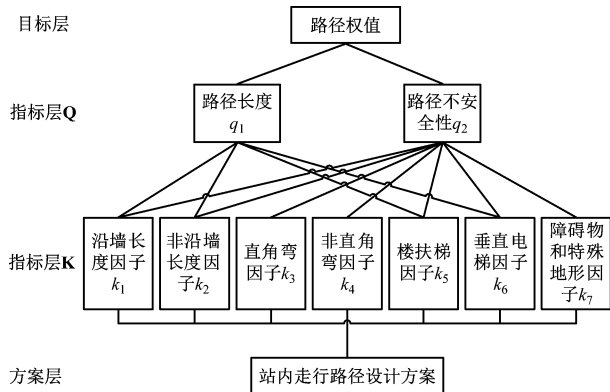 目标层
路径权值
指标层Q
路径长度
q1
路径不安
全性q2
指标层K
沿墙长
度因子
k1
非沿墙
长度因
子k2
直角弯
因子k3
非直角
弯因子
k4
楼扶梯
因子k5
垂直电
梯因子
k6
障碍物
和特殊
地形因
子k7
方案层
站内走行路径设计方案